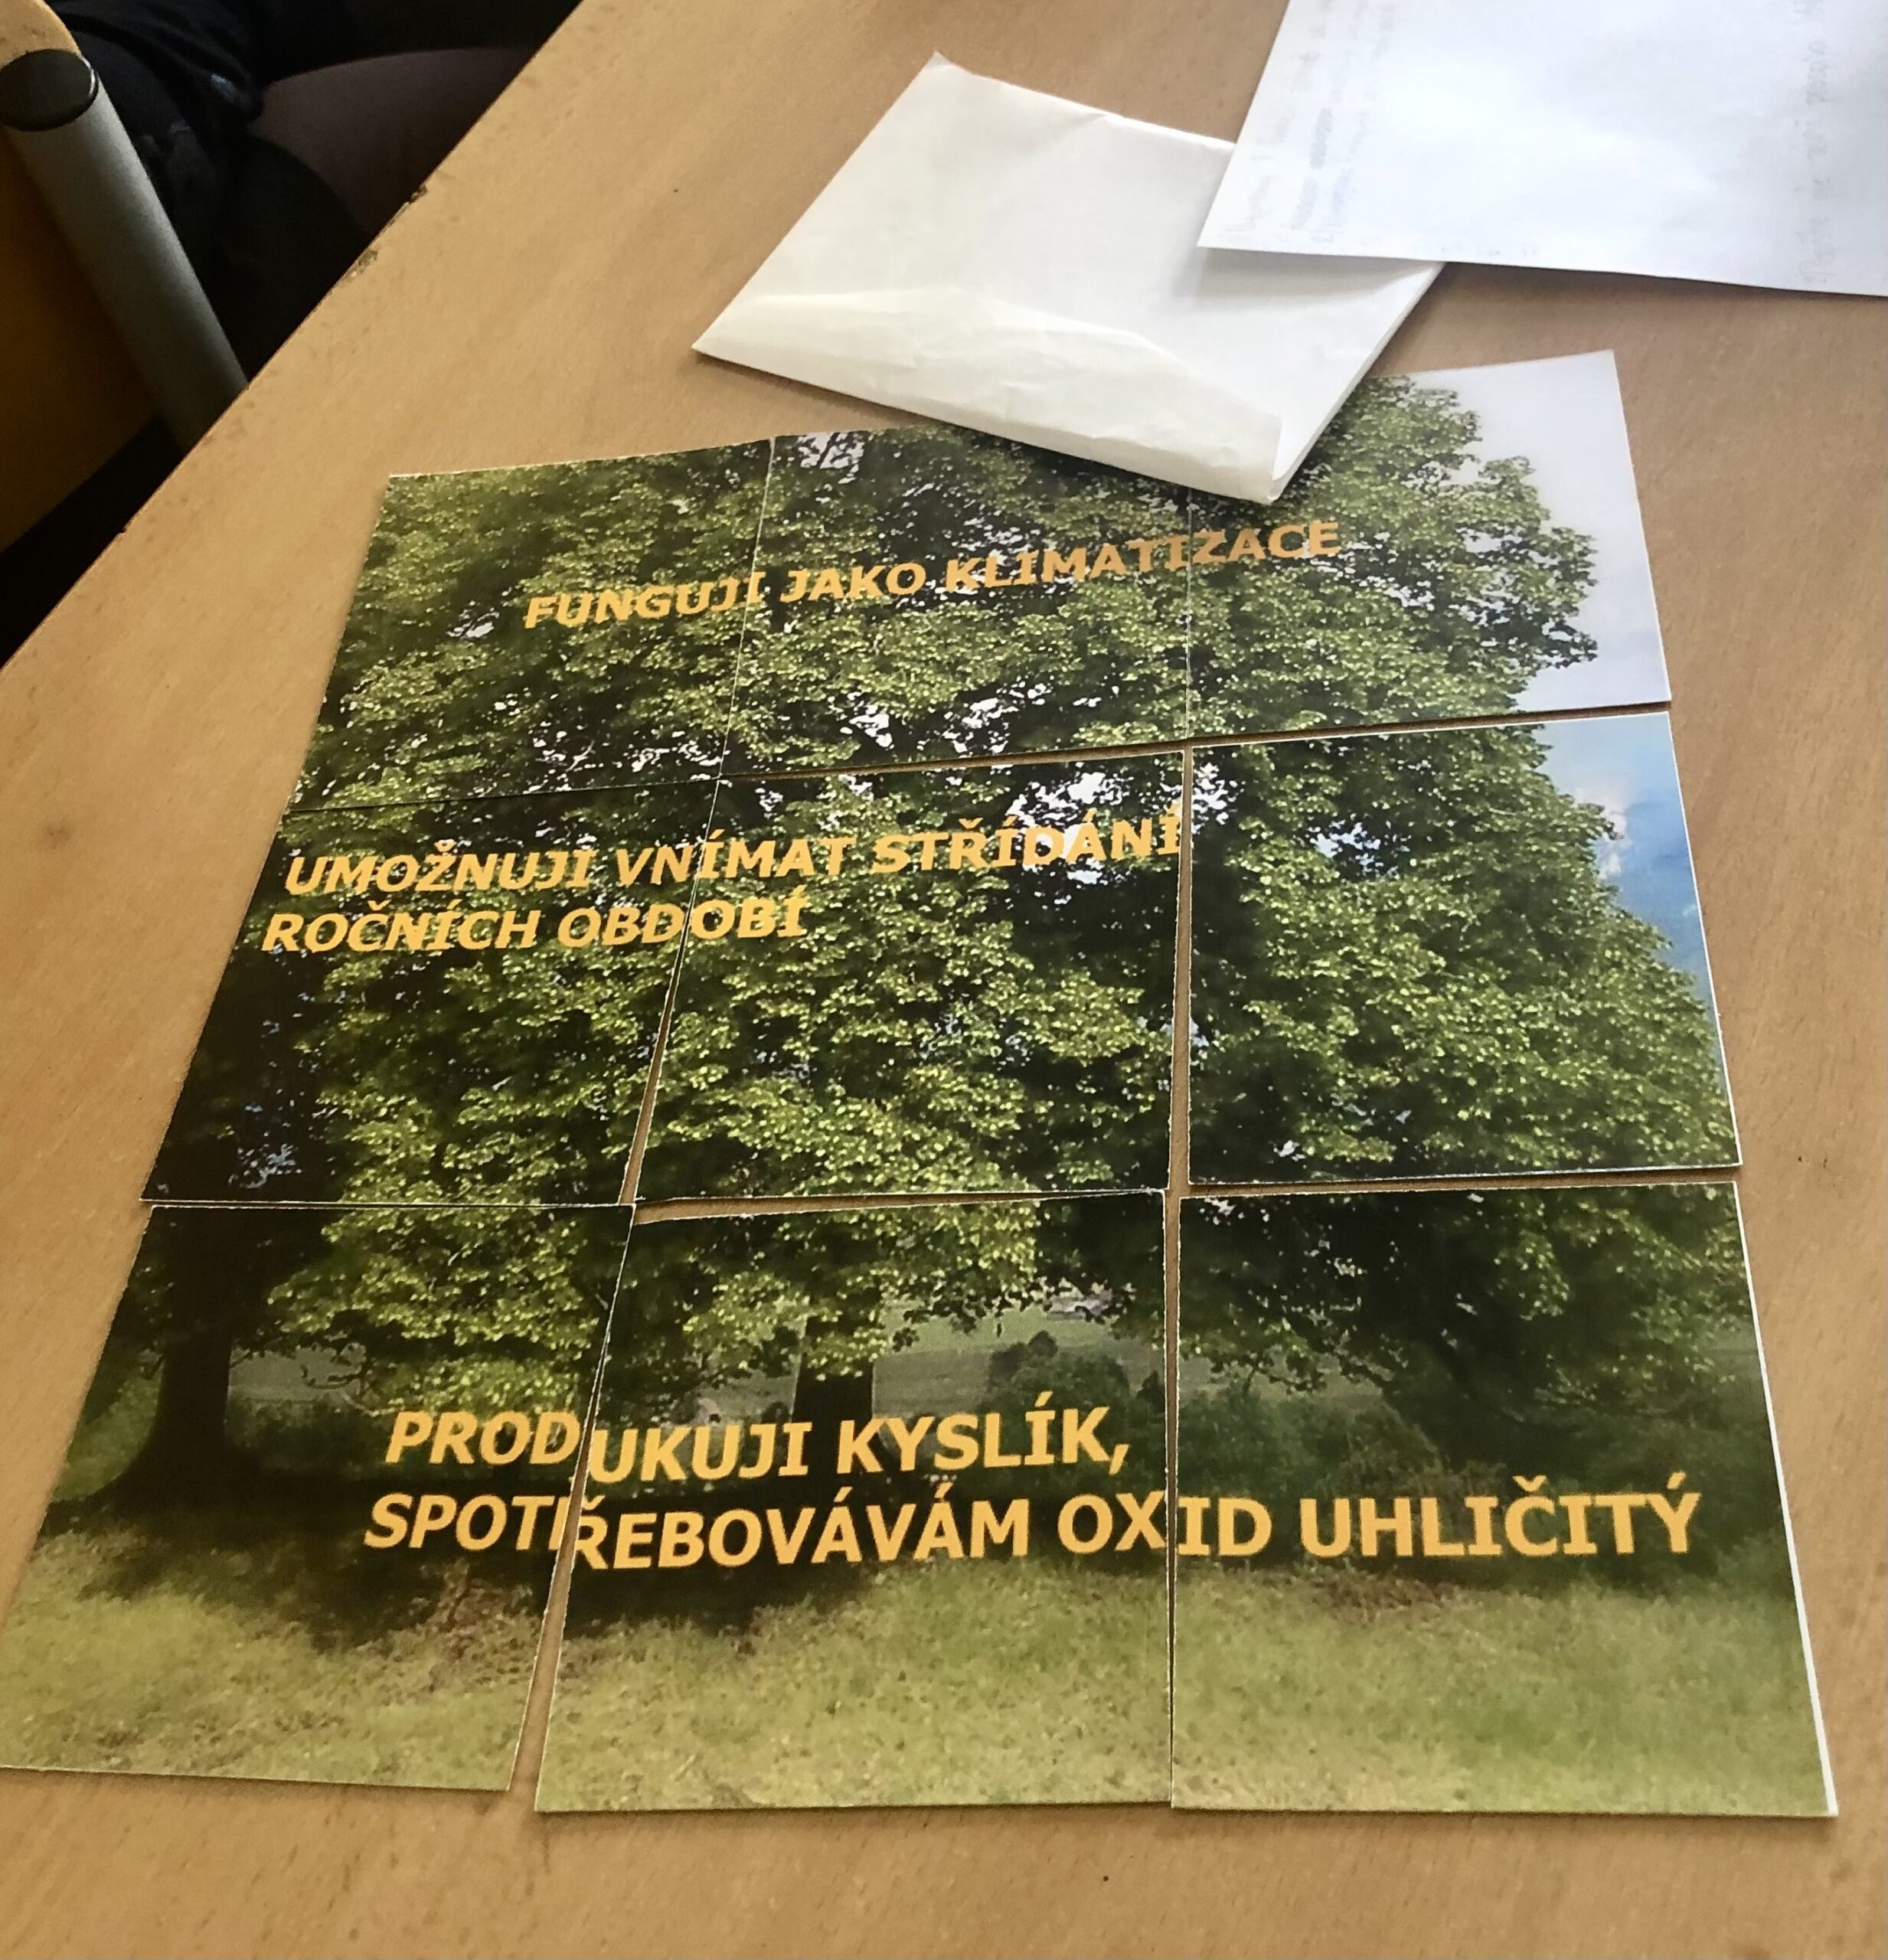 FUNGUJI JAKO KLIMATIZACE
UMOŽNUJI VNÍMAT STŘÍDÁNÍ
ROČNÍCH OBDOBÍ
PRODUKUJI KYSLÍK,
SPOTŘEBOVÁVÁM OXID UHLIČITÝ